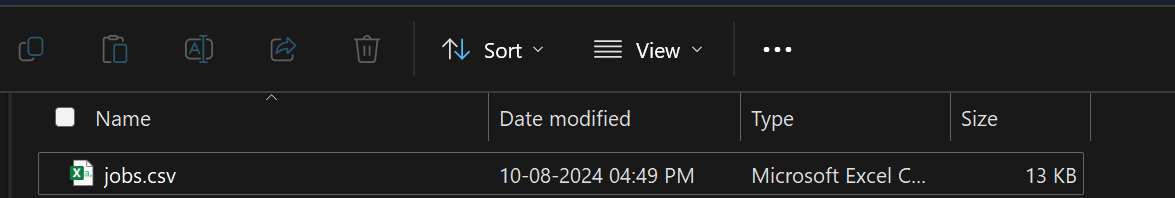 Sort View
Name Date modified Type Size
jobs.csv 10-08-2024 04:49 PM Microsoft Excel C... 13 KB